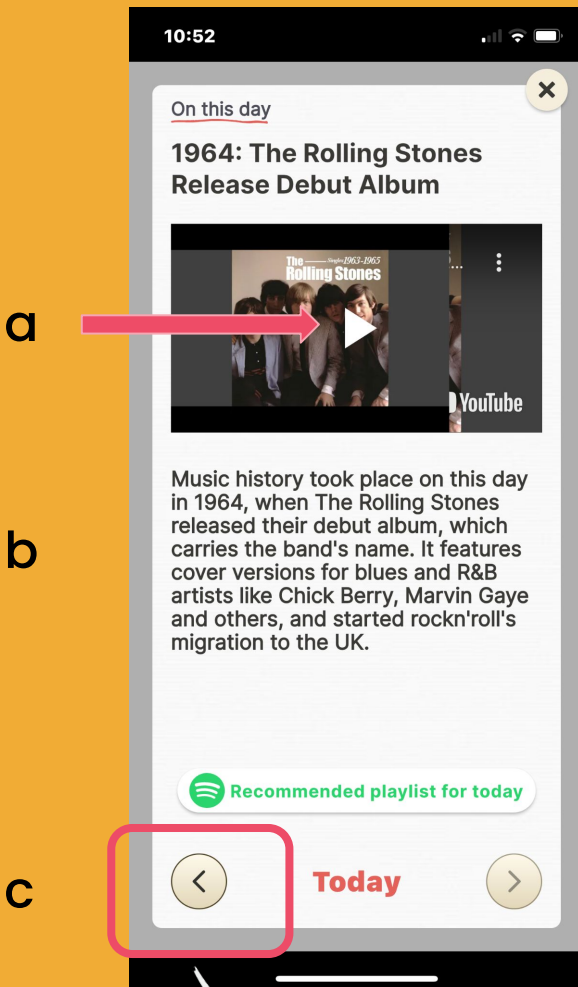 10:52
On this day
1964: The Rolling Stones
Release Debut Album
The Singles 1963-1965
Rolling Stones
...
YouTube
a
Music history took place on this day
in 1964, when The Rolling Stones
released their debut album, which
carries the band's name. It features
cover versions for blues and R&B
artists like Chick Berry, Marvin Gaye
and others, and started rockn'roll's
migration to the UK.
b
Recommended playlist for today
c
Today